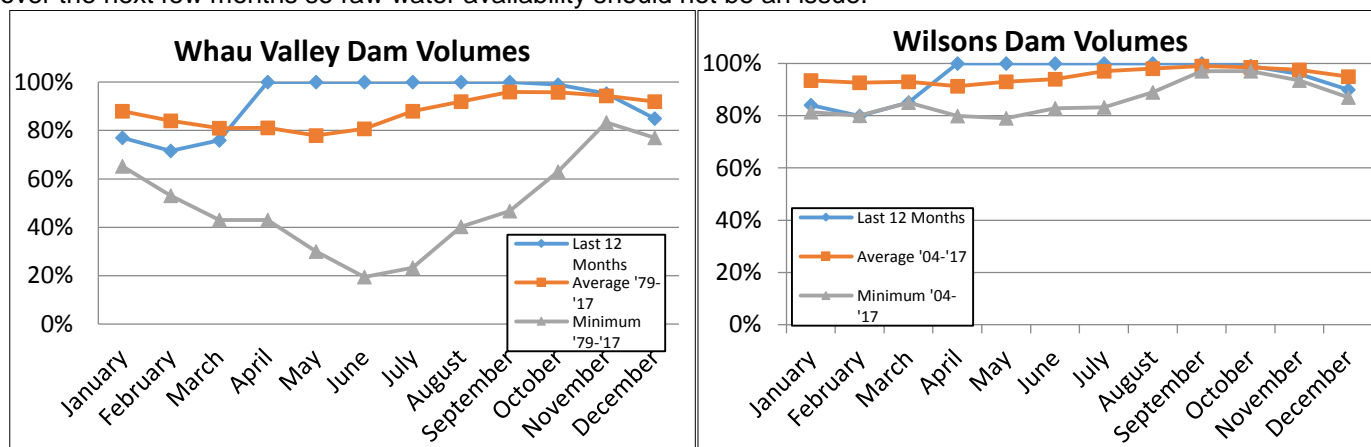 over the next few months so raw water availability should not be an issue.
Whau Valley Dam Volumes
100%
80%
60%
40%
20%
0%
Last 12
Months
Average '79-
'17
Minimum
'79-'17
January
February
March
April
May
June
July
August
September
October
November
December
Wilsons Dam Volumes
100%
80%
60%
40%
20%
0%
Last 12 Months
Average '04-'17
Minimum '04-
'17
January
February
March
April
May
June
July
August
September
October
November
December